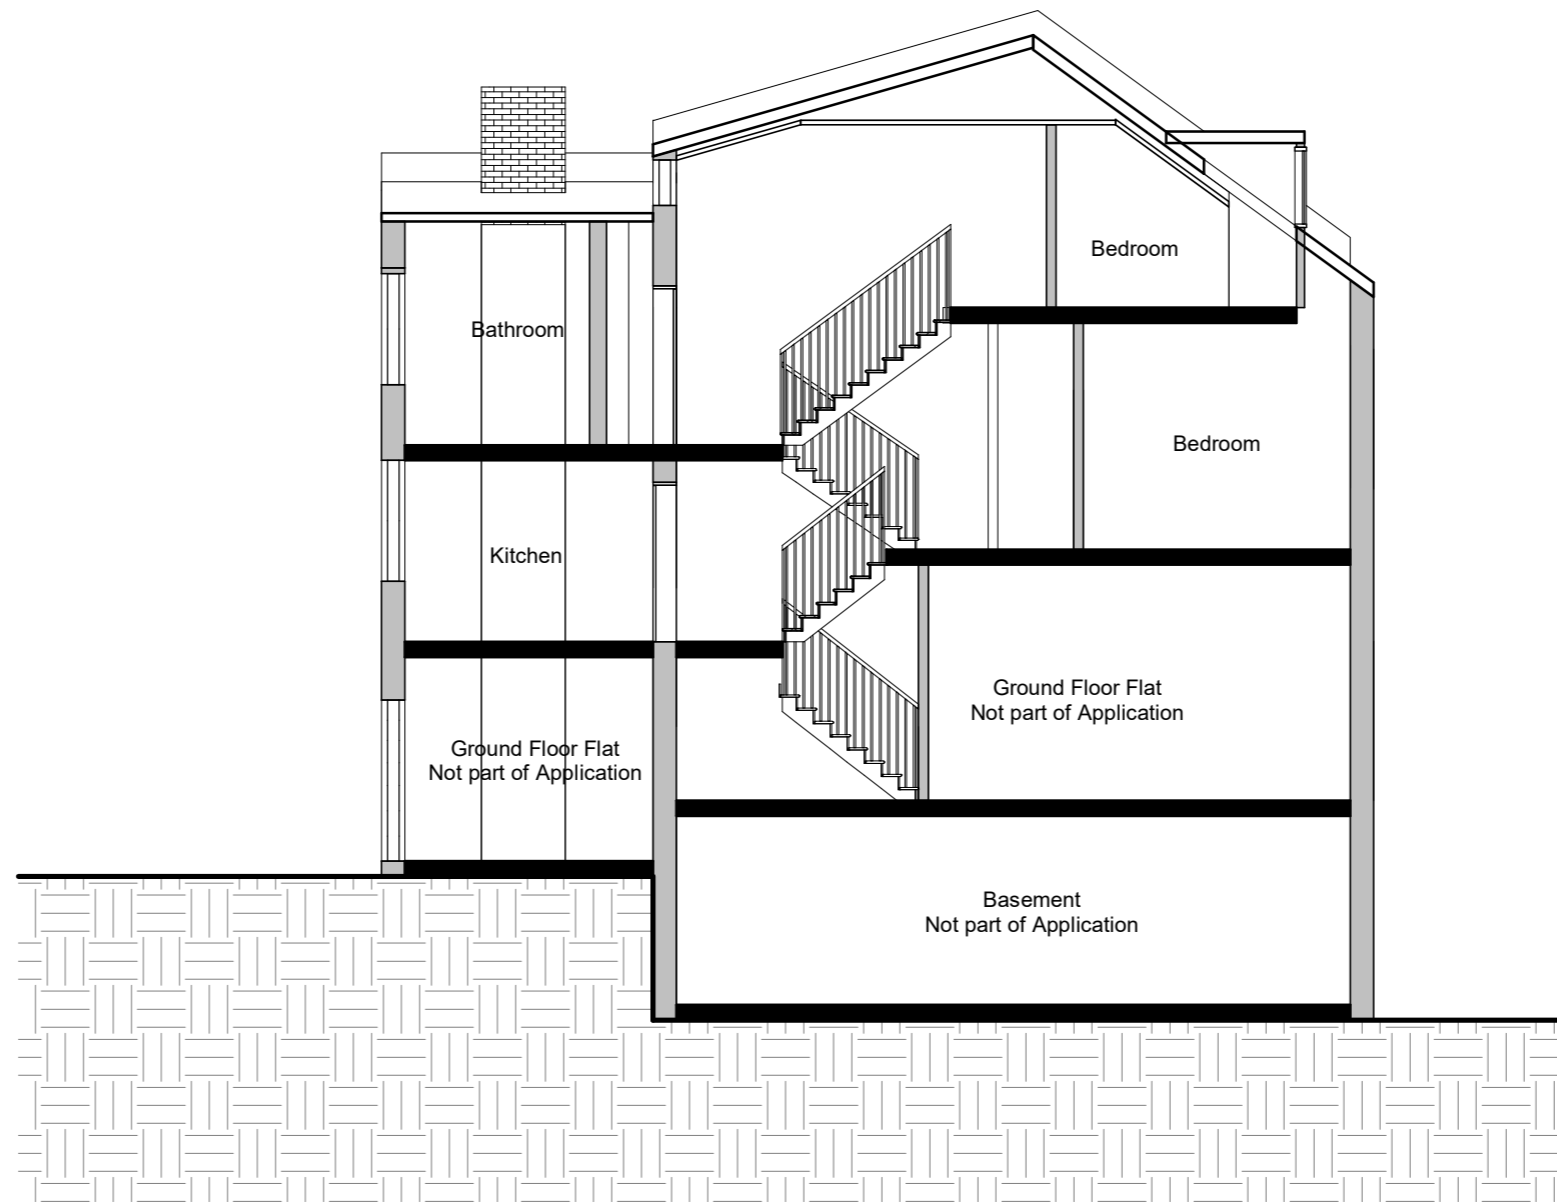 Bedroom
Bathroom
Bedroom
Kitchen
Ground Floor Flat
Not part of Application
Ground Floor Flat
Not part of Application
Basement
Not part of Application